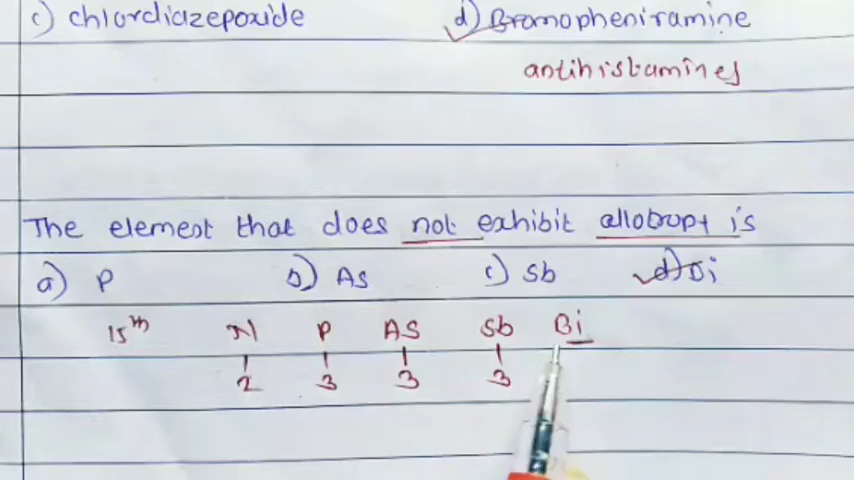 c) chlordiazepoxide d) Bromopheniramine
antihistamines
The element that does not exhibit allotropt is
a) P b) As c) Sb d) Bi
15th N P As Sb Bi
2 3 3 3